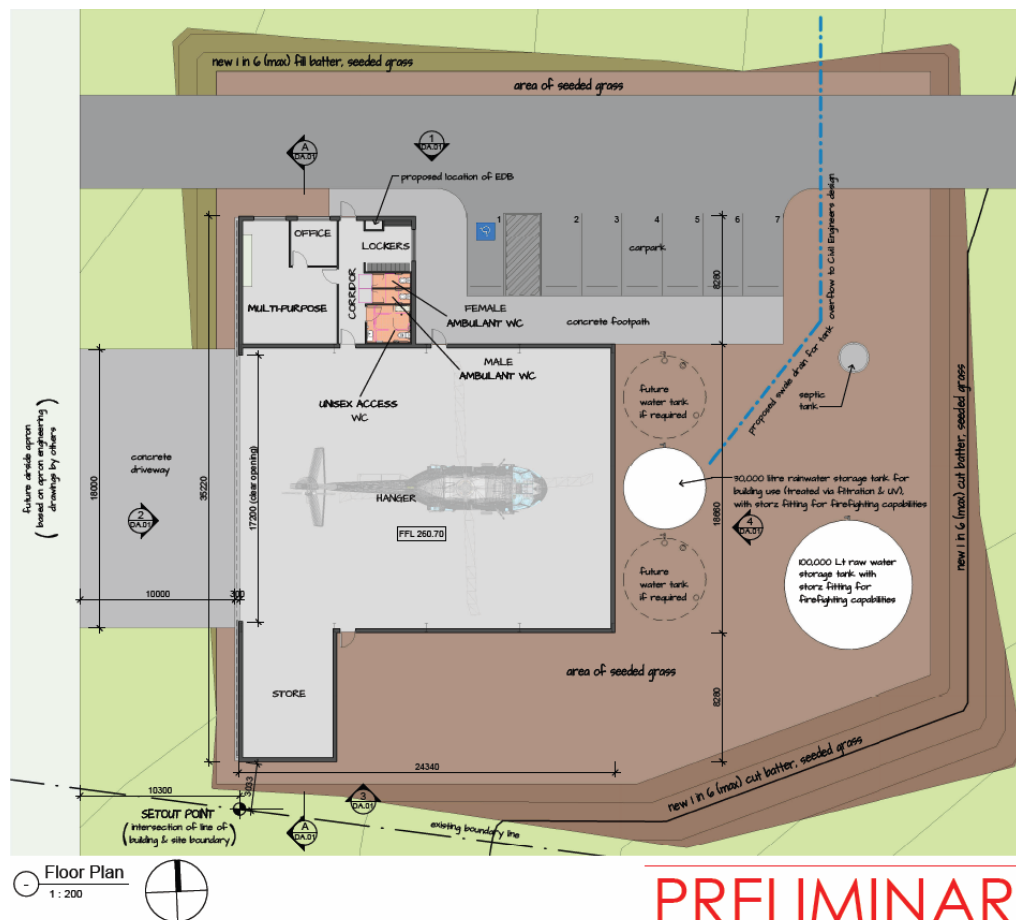 new 1 in 6 (max) fill batter, seeded grass
area of seeded grass
A
DA.01
1
DA.01
proposed location of EDB
OFFICE
LOCKERS
CORRIDOR
MULTI-PURPOSE
1
2
3
4
5
6
7
carpark
8280
FEMALE
AMBULANT WC
concrete footpath
MALE
AMBULANT WC
UNISEX ACCESS
WC
overflow to Civil Engineers design
proposed swale drain for tank
septic
tank
new 1 in 6 (max) cut batter, seeded grass
future
water tank
if required
future airside apron
(based on apron engineering
drawings by others)
18000
concrete
driveway
2
DA.01
35220
17200 (clear opening)
HANGER
FFL 260.70
30,000 litre rainwater storage tank for
building use (treated via filtration & UV),
with storz fitting for firefighting capabilities
18660
4
DA.01
future
water tank
if required
100,000 Lt raw water
storage tank with
storz fitting for
firefighting capabilities
10000
300
area of seeded grass
STORE
8280
24340
new 1 in 6 (max) cut batter, seeded grass
10300
3033
SETOUT POINT
(intersection of line of
building & site boundary)
A
DA.01
3
DA.01
existing boundary line
-
Floor Plan
1 : 200
PRELIMINAR